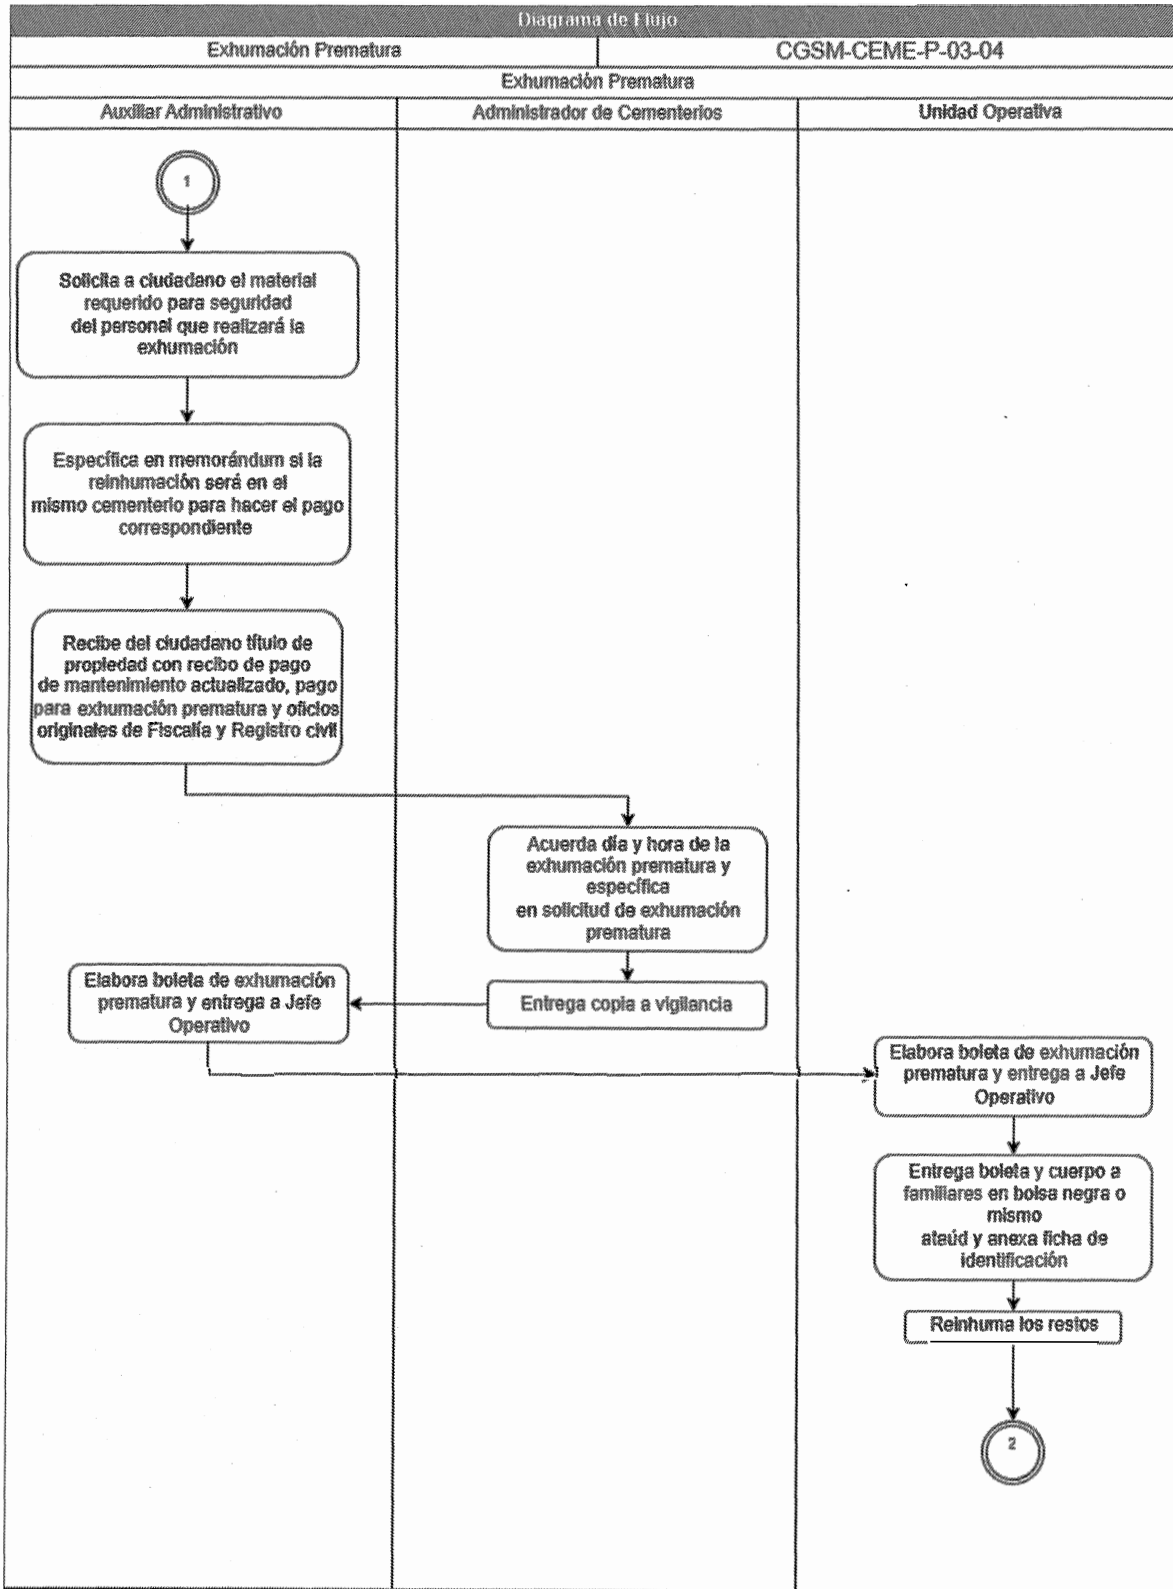 Diagrama de Flujo
Exhumación Prematura
CGSM-CEME-P-03-04
Exhumación Prematura
Auxiliar Administrativo
Administrador de Cementerios
Unidad Operativa
1
Solicita a ciudadano el material
requerido para seguridad
del personal que realizará la
exhumación
Específica en memorándum si la
reinhumación será en el
mismo cementerio para hacer el pago
correspondiente
Recibe del ciudadano título de
propiedad con recibo de pago
de mantenimiento actualizado, pago
para exhumación prematura y oficios
originales de Fiscalía y Registro civil
Acuerda día y hora de la
exhumación prematura y
específica
en solicitud de exhumación
prematura
Entrega copia a vigilancia
Elabora boleta de exhumación
prematura y entrega a Jefe
Operativo
Elabora boleta de exhumación
prematura y entrega a Jefe
Operativo
Entrega boleta y cuerpo a
familiares en bolsa negra o
mismo
ataúd y anexa ficha de
identificación
Reinhuma los restos
2